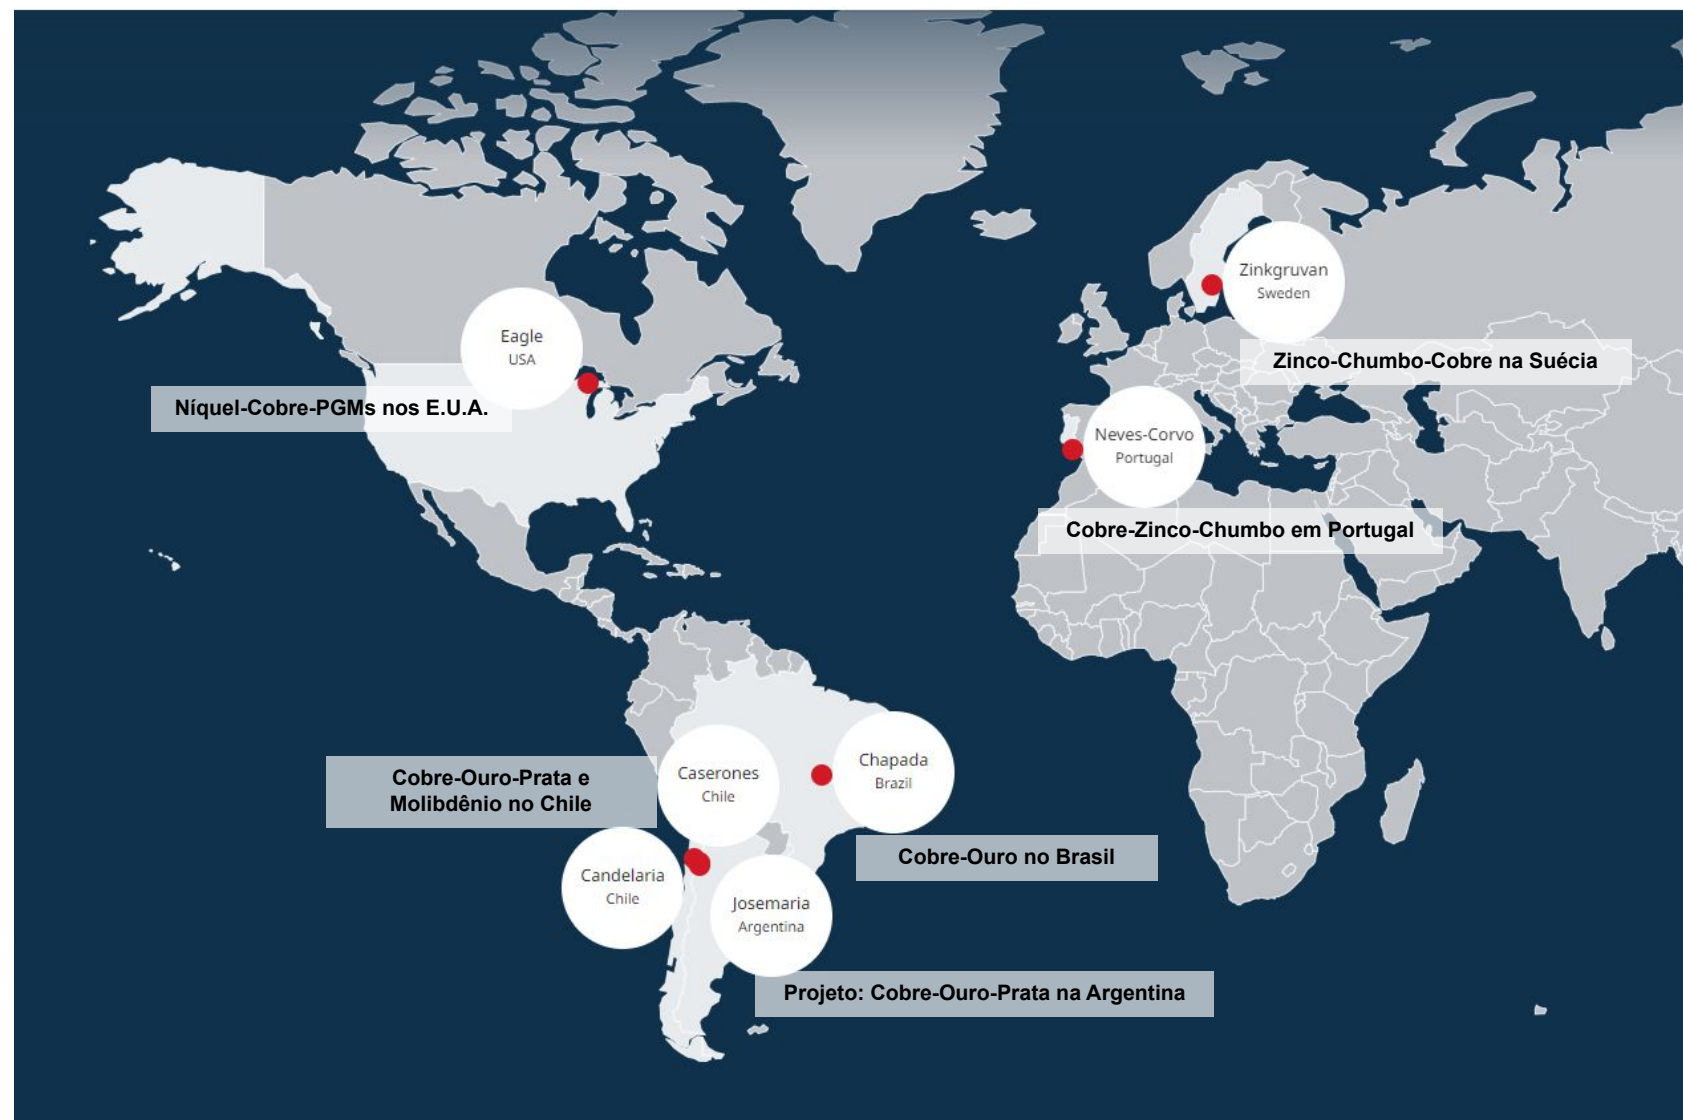 Zinkgruvan
Sweden
Zinco-Chumbo-Cobre na Suécia
Eagle
USA
Níquel-Cobre-PGMs nos E.U.A.
Neves-Corvo
Portugal
Cobre-Zinco-Chumbo em Portugal
Caserones
Chile
Cobre-Ouro-Prata e
Molibdênio no Chile
Chapada
Brazil
Cobre-Ouro no Brasil
Candelaria
Chile
Josemaria
Argentina
Projeto: Cobre-Ouro-Prata na Argentina